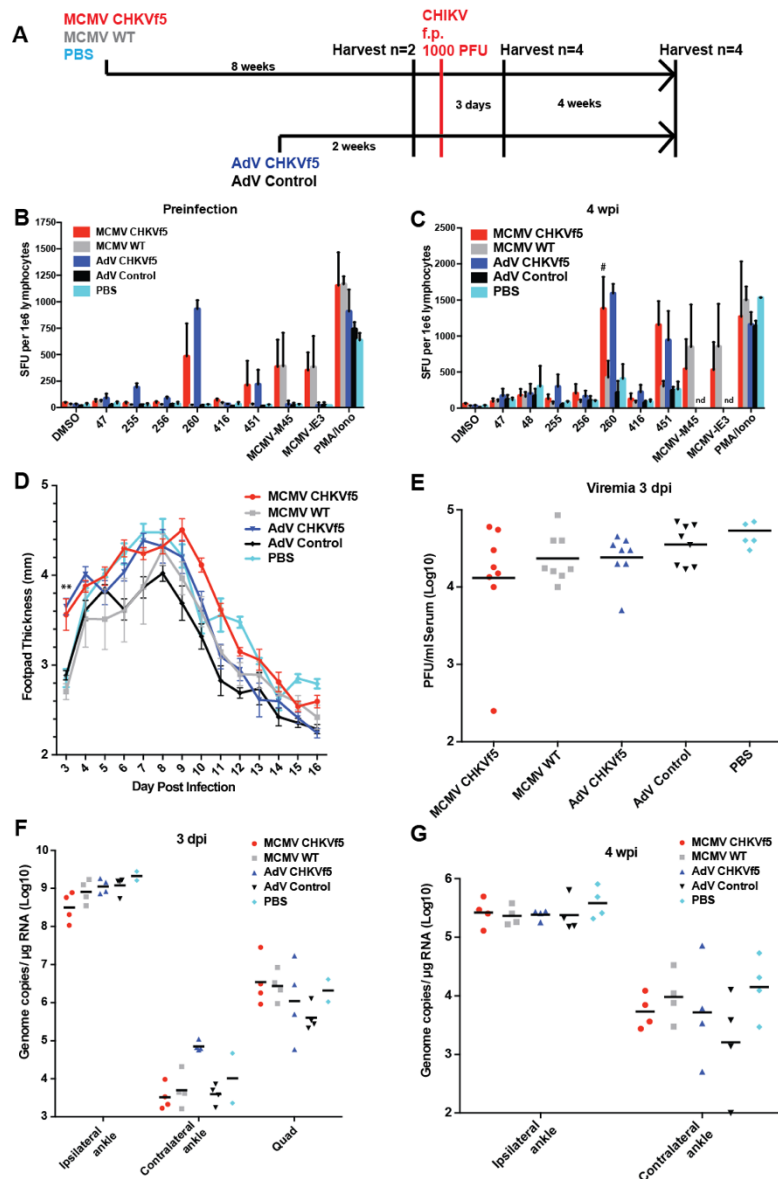 A
MCMV CHKVf5
MCMV WT
PBS
8 weeks
Harvest n=2
CHIKV
f.p.
1000 PFU
Harvest n=4
Harvest n=4
3 days
4 weeks
2 weeks
AdV CHKVf5
AdV Control
B
Preinfection
SFU per 1e6 lymphocytes
1750
1500
1250
1000
750
500
250
0
MCMV CHKVf5
MCMV WT
AdV CHKVf5
AdV Control
PBS
DMSO
47
255
256
260
416
451
MCMV-M45
MCMV-IE3
PMA/Iono
C
4 wpi
SFU per 1e6 lymphocytes
2500
2000
1500
1000
500
0
MCMV CHKVf5
MCMV WT
AdV CHKVf5
AdV Control
PBS
#
nd
nd
DMSO
47
48
255
256
260
416
451
MCMV-M45
MCMV-IE3
PMA/Iono
D
Footpad Thickness (mm)
5
4
3
2
**
MCMV CHKVf5
MCMV WT
AdV CHKVf5
AdV Control
PBS
3 4 5 6 7 8 9 10 11 12 13 14 15 16
Day Post Infection
E
Viremia 3 dpi
PFU/ml Serum (Log10)
5
4
3
2
MCMV CHKVf5
MCMV WT
AdV CHKVf5
AdV Control
PBS
F
3 dpi
Genome copies/ µg RNA (Log10)
10
9
8
7
6
5
4
3
MCMV CHKVf5
MCMV WT
AdV CHKVf5
AdV Control
PBS
Ipsilateral
ankle
Contralateral
ankle
Quad
G
4 wpi
Genome copies/ µg RNA (Log10)
6
5
4
3
2
MCMV CHKVf5
MCMV WT
AdV CHKVf5
AdV Control
PBS
Ipsilateral
ankle
Contralateral
ankle